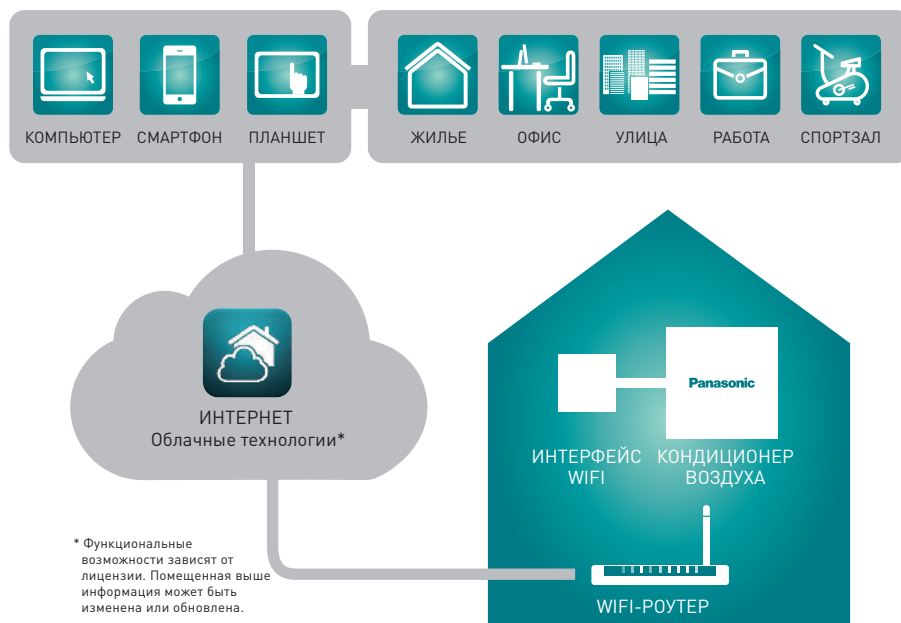 КОМПЬЮТЕР
СМАРТФОН
ПЛАНШЕТ
ЖИЛЬЕ
ОФИС
УЛИЦА
РАБОТА
СПОРТЗАЛ
ИНТЕРНЕТ
Облачные технологии*
Panasonic
ИНТЕРФЕЙС
WIFI
КОНДИЦИОНЕР
ВОЗДУХА
WIFI-РОУТЕР
* Функциональные
возможности зависят от
лицензии. Помещенная выше
информация может быть
изменена или обновлена.